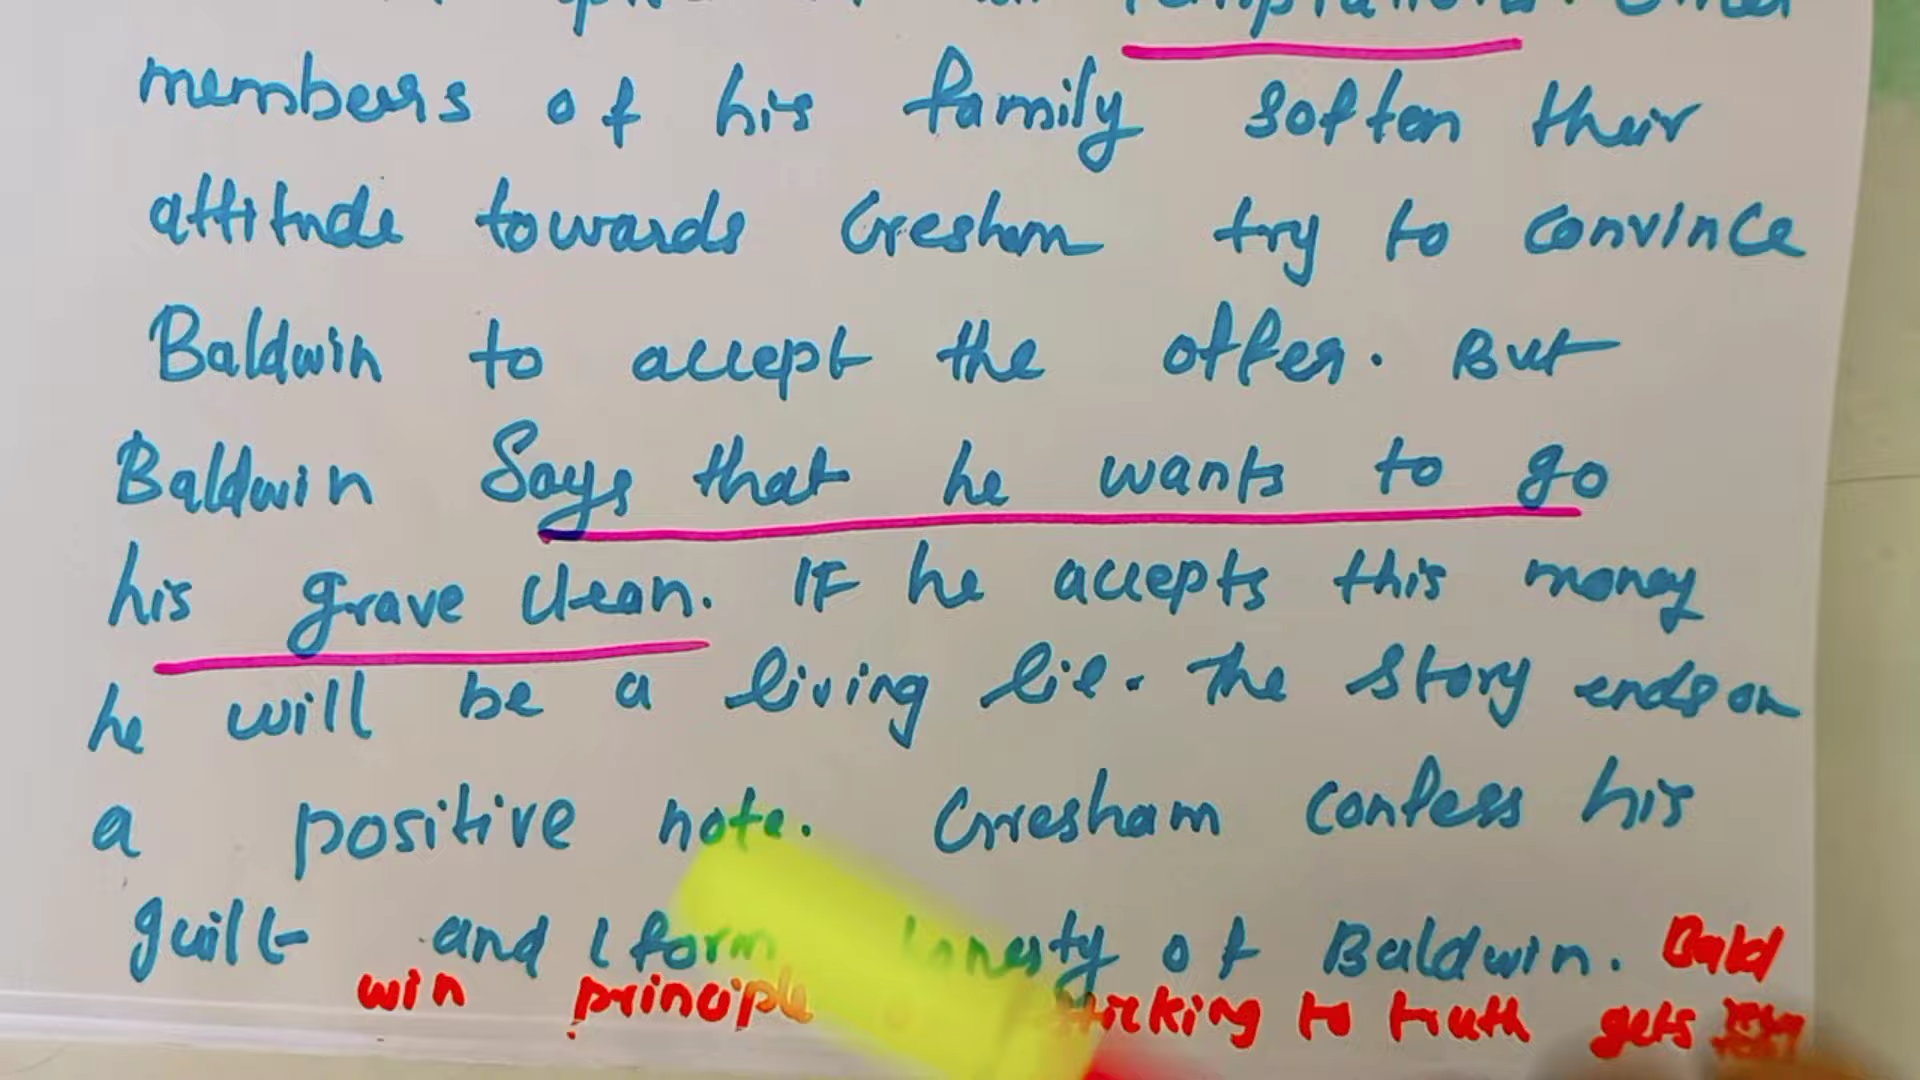 temptations.
members of his family soften their
attitude towards Gresham try to convince
Baldwin to accept the offer. But
Baldwin Says that he wants to go
his grave clean. IF he accepts this money
he will be a living lie. The story ends on
a positive note. Gresham confess his
guilt and of Baldwin. Bald
win principle sticking to truth gets